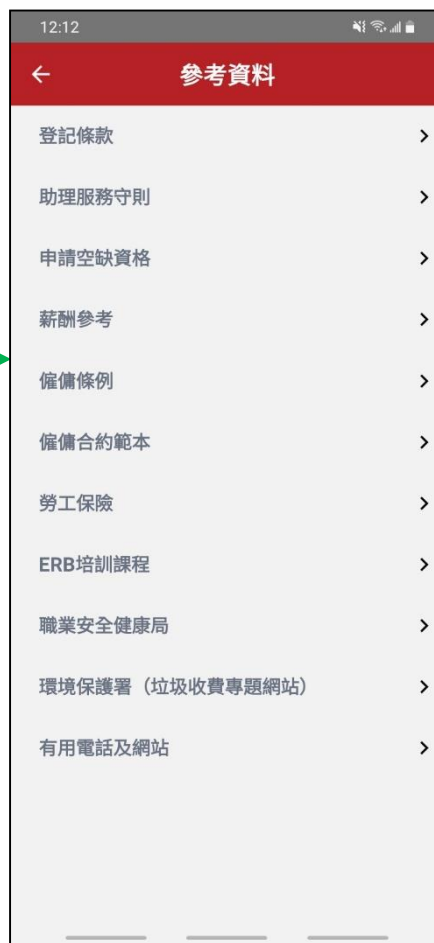 12:12
參考資料
登記條款
助理服務守則
申請空缺資格
薪酬參考
僱傭條例
僱傭合約範本
勞工保險
ERB培訓課程
職業安全健康局
環境保護署（垃圾收費專題網站）
有用電話及網站